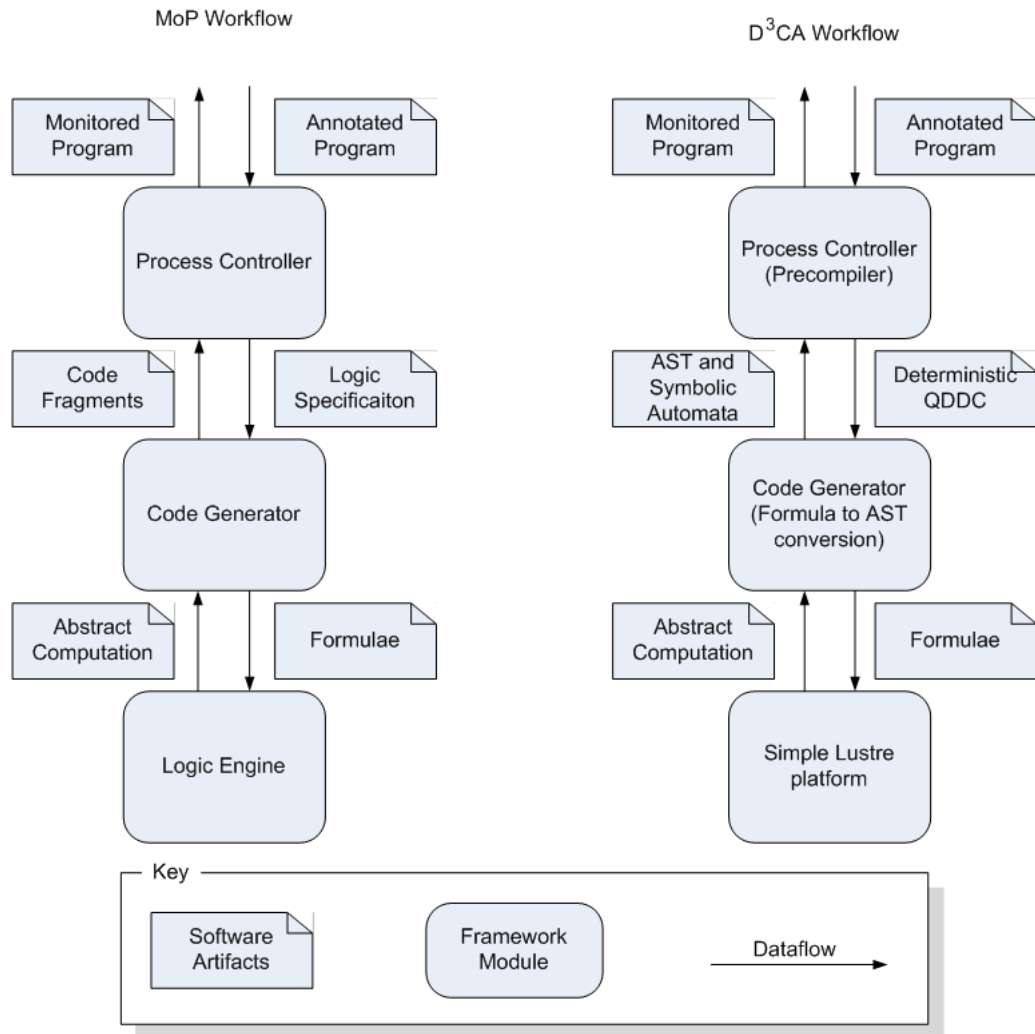 MoP Workflow
Monitored
Program
Annotated
Program
Process Controller
Code
Fragments
Logic
Specificaiton
Code Generator
Abstract
Computation
Formulae
Logic Engine
D³CA Workflow
Monitored
Program
Annotated
Program
Process Controller
(Precompiler)
AST and
Symbolic
Automata
Deterministic
QDDC
Code Generator
(Formula to AST
conversion)
Abstract
Computation
Formulae
Simple Lustre
platform
Key
Software
Artifacts
Framework
Module
Dataflow